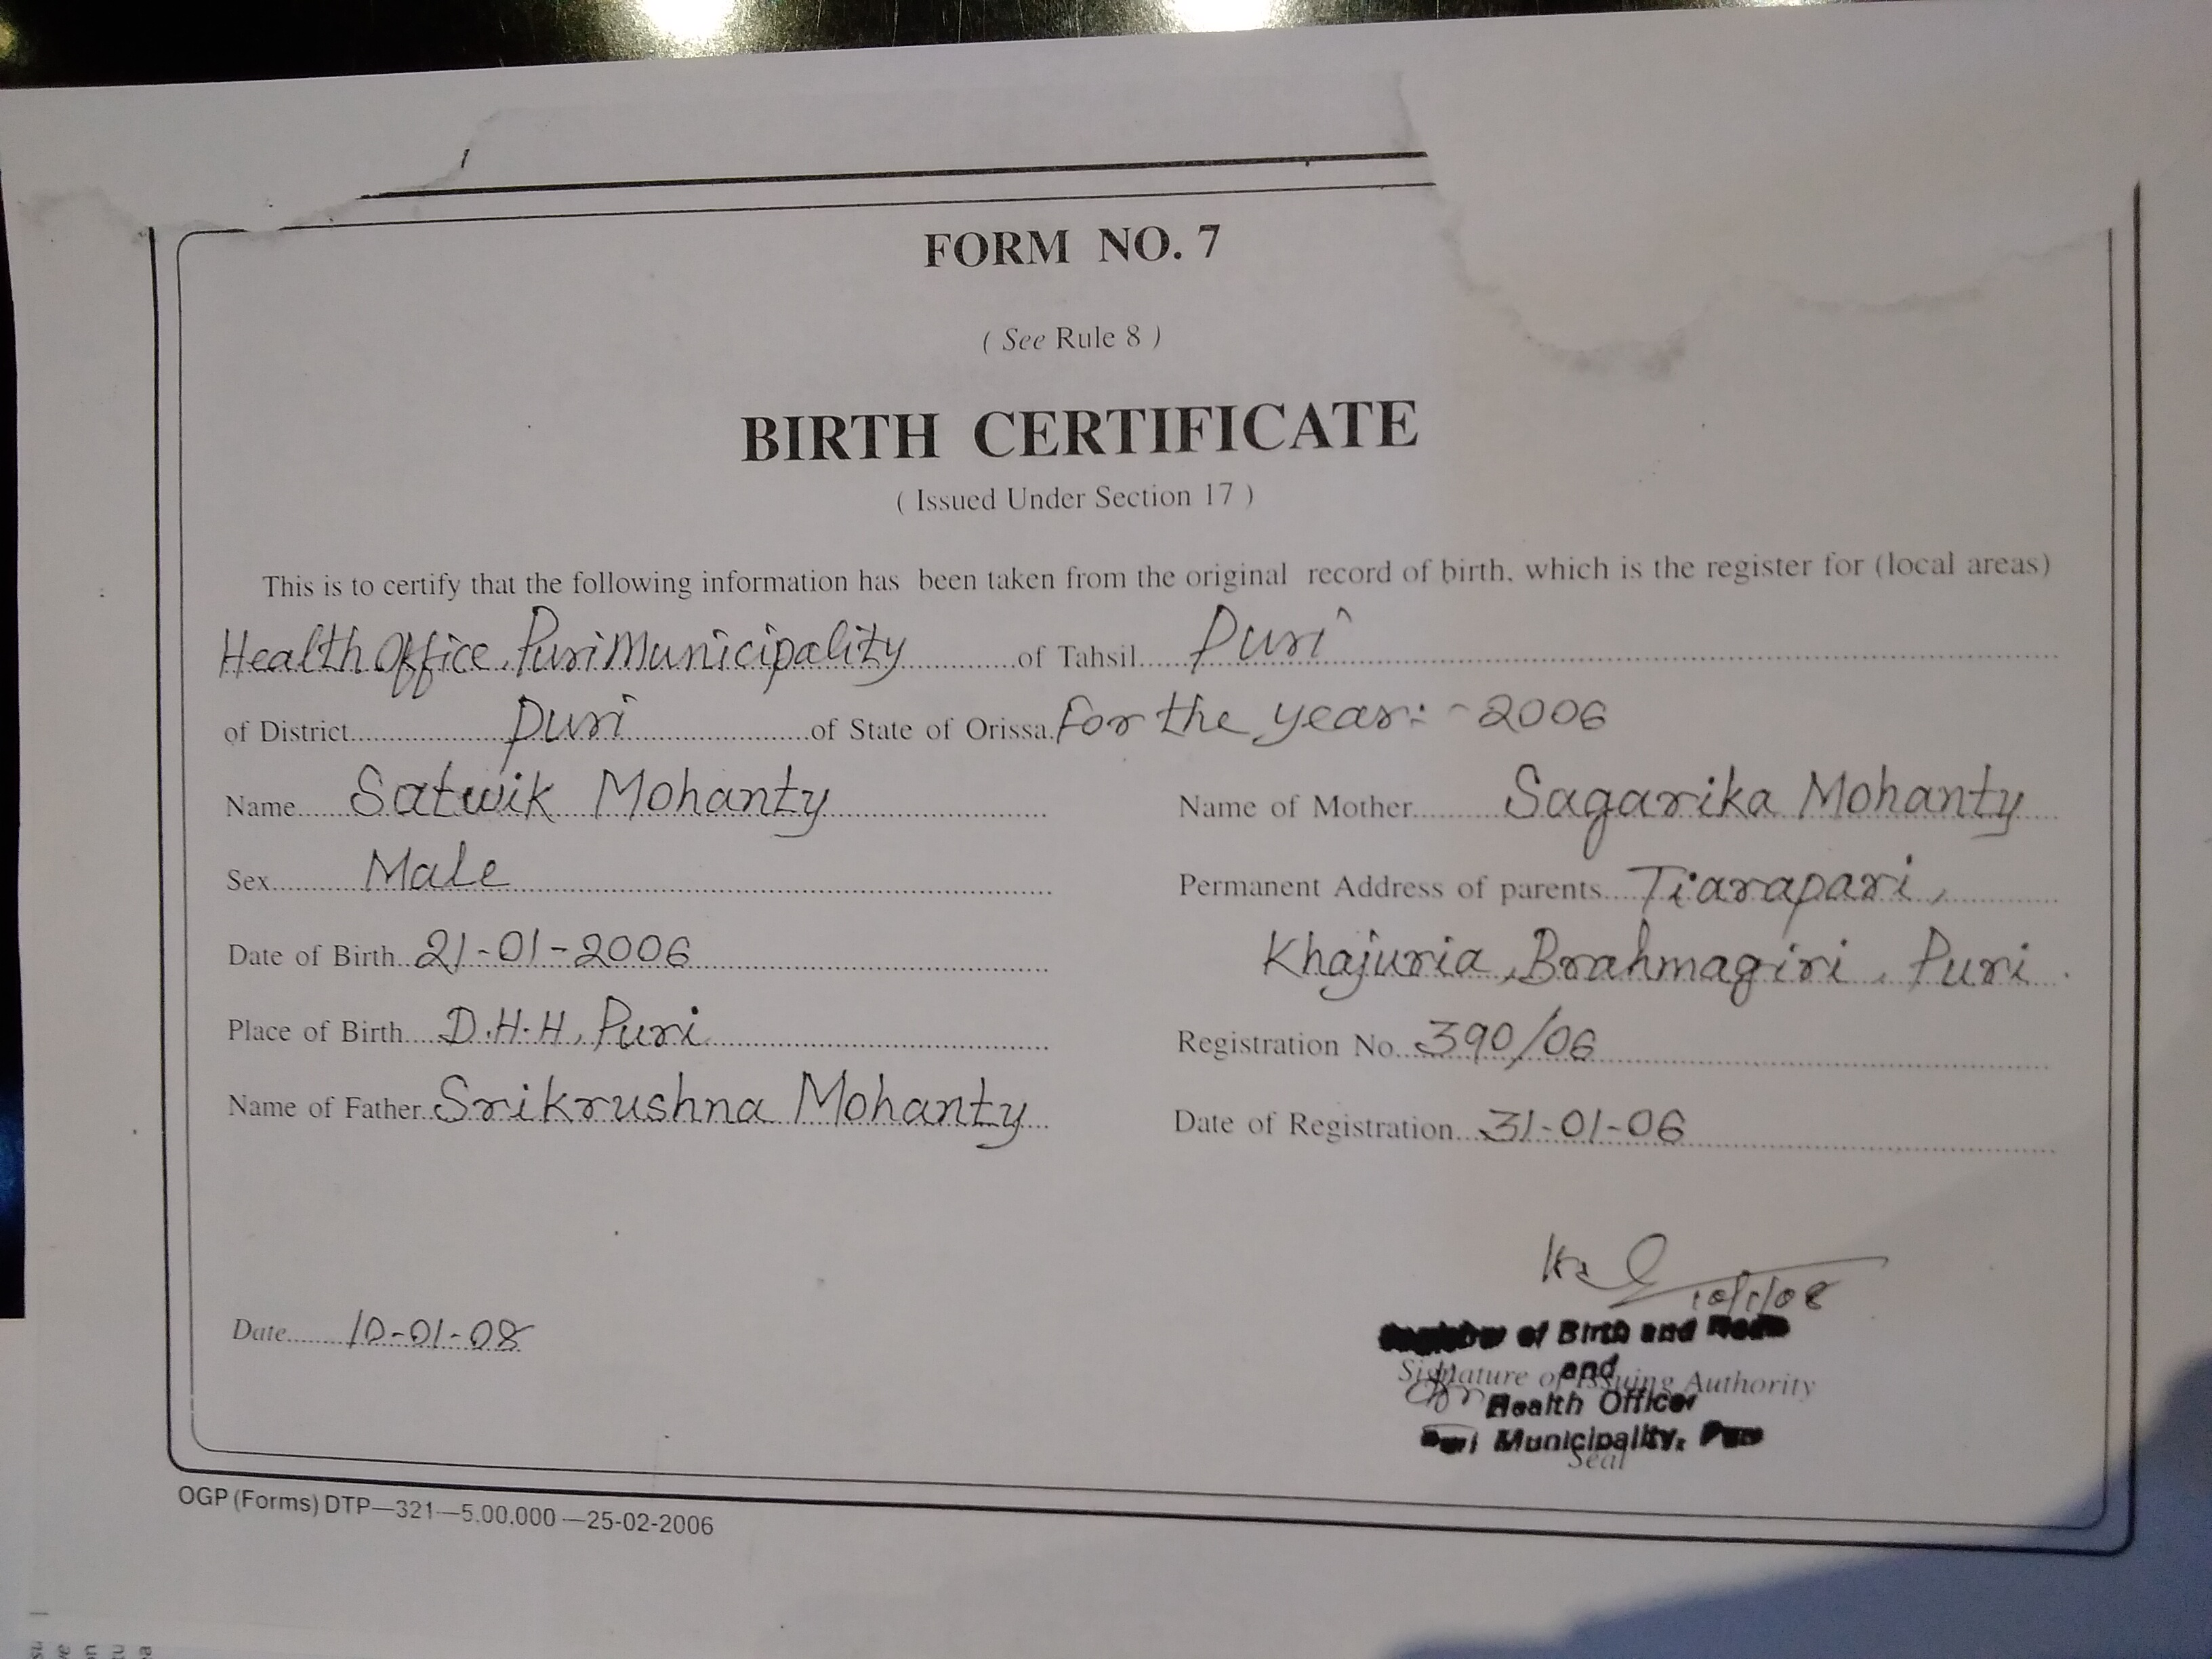 FORM NO. 7
( See Rule 8 )
BIRTH CERTIFICATE
( Issued Under Section 17 )
This is to certify that the following information has been taken from the original record of birth, which is the register for (local areas)
Health Office, Puri Municipality of Tahsil Puri
of District Puri of State of Orissa. For the year:- 2006
Name Satwik Mohanty
Name of Mother Sagarika Mohanty
Sex Male
Permanent Address of parents Tiarapari,
Date of Birth 21-01-2006
Khajuria, Brahmagiri, Puri.
Place of Birth D.H.H, Puri
Registration No. 390/06
Name of Father Srikrushna Mohanty
Date of Registration 31-01-06
10/1/08
Date 10-01-08
of Birth and
Signature of Issuing Authority
and
Health Officer
Puri Municipality, Puri
Seal
OGP (Forms) DTP—321—5.00.000—25-02-2006